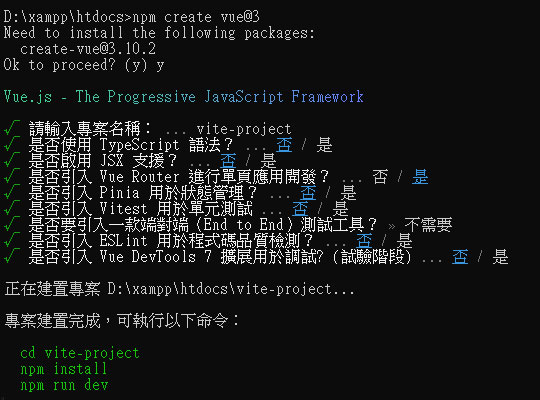 D:\xampp\htdocs>npm create vue@3
Need to install the following packages:
  create-vue@3.10.2
Ok to proceed? (y) y
Vue.js - The Progressive JavaScript Framework
√ 請輸入專案名稱： ... vite-project
√ 是否使用 TypeScript 語法？ ... 否 / 是
√ 是否啟用 JSX 支援？ ... 否 / 是
√ 是否引入 Vue Router 進行單頁應用開發？ ... 否 / 是
√ 是否引入 Pinia 用於狀態管理？ ... 否 / 是
√ 是否引入 Vitest 用於單元測試 ... 否 / 是
√ 是否要引入一款端對端（End to End）測試工具？ » 不需要
√ 是否引入 ESLint 用於程式碼品質檢測？ ... 否 / 是
√ 是否引入 Vue DevTools 7 擴展用於調試? (試驗階段) ... 否 / 是
正在建置專案 D:\xampp\htdocs\vite-project...
專案建置完成，可執行以下命令：
  cd vite-project
  npm install
  npm run dev